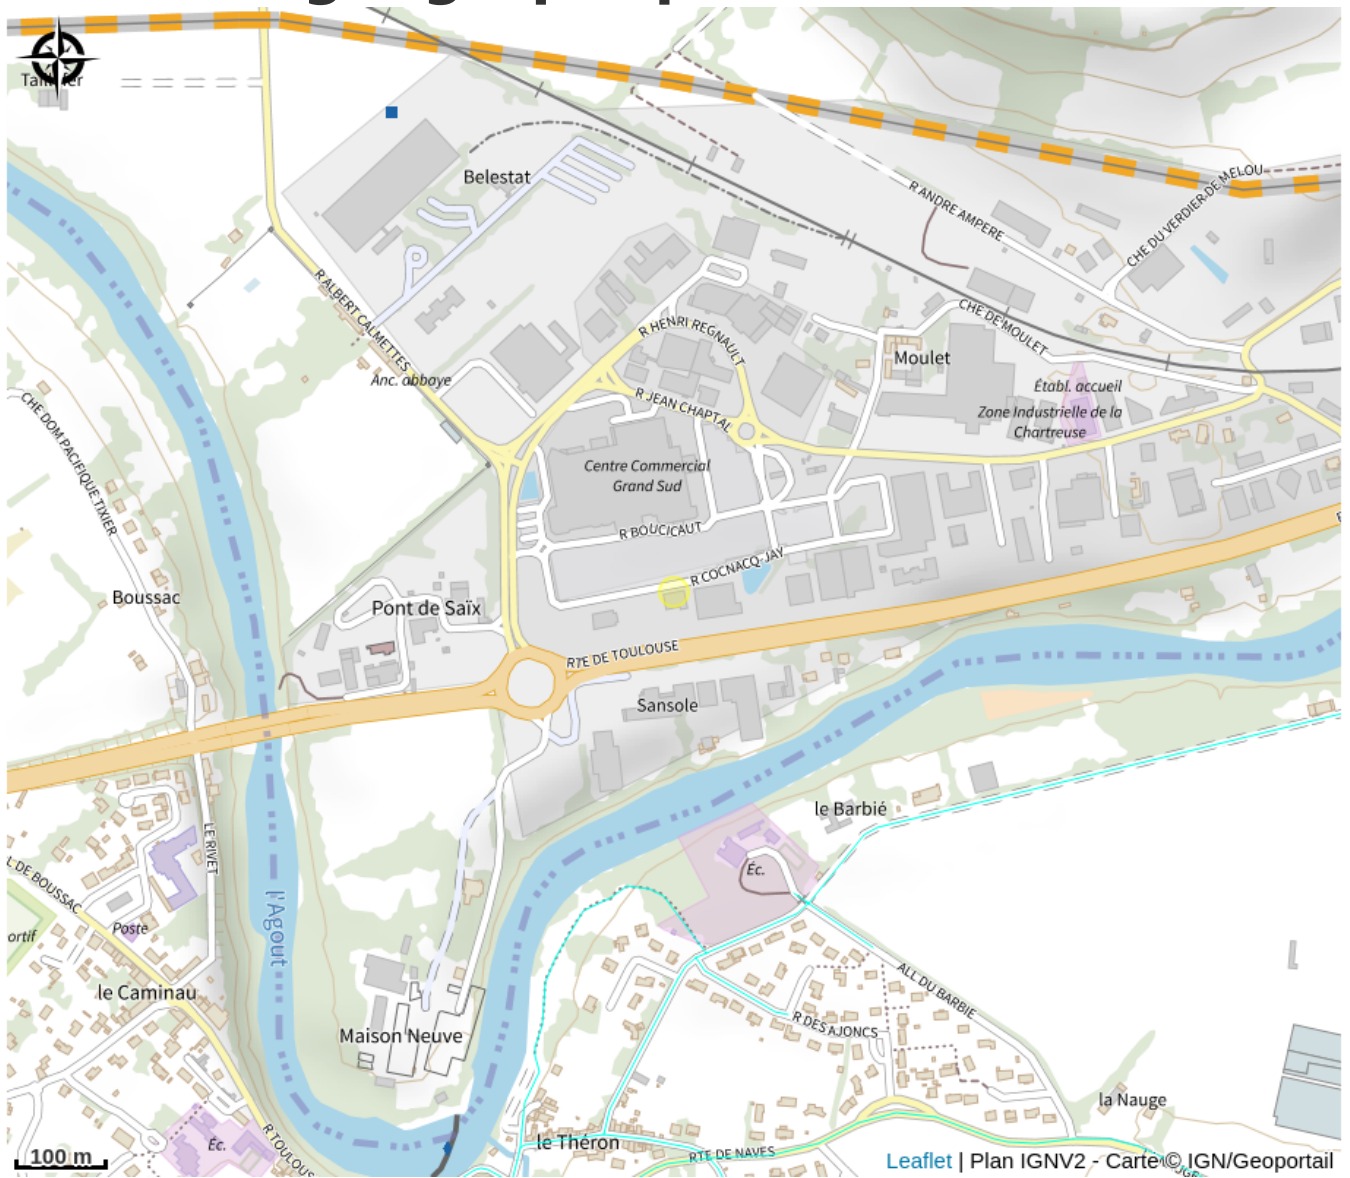 Belestat
R ANDRE AMPERE
CHE DU VERDIER DE MELOU
R ALBERT CALMETTES
R HENRI REGNAULT
CHE DE MOULET
Moulet
Anc. abbaye
Établ. accueil
Zone Industrielle de la
Chartreuse
R JEAN CHAPTAL
CHE DOM PACIFIQUE TIXIER
Centre Commercial
Grand Sud
R BOUCICAUT
R COGNACQ-JAY
Boussac
Pont de Saïx
RTE DE TOULOUSE
Sansole
le Barbié
LE RIVET
Éc.
L DE BOUSSAC
l'Agout
Poste
ortif
le Caminau
ALL DU BARBIE
R DES AJONCS
Maison Neuve
la Nauge
Éc.
R TOULOUS
le Théron
RTE DE NAVES
100 m
Leaflet | Plan IGNV2 - Carte © IGN/Geoportail